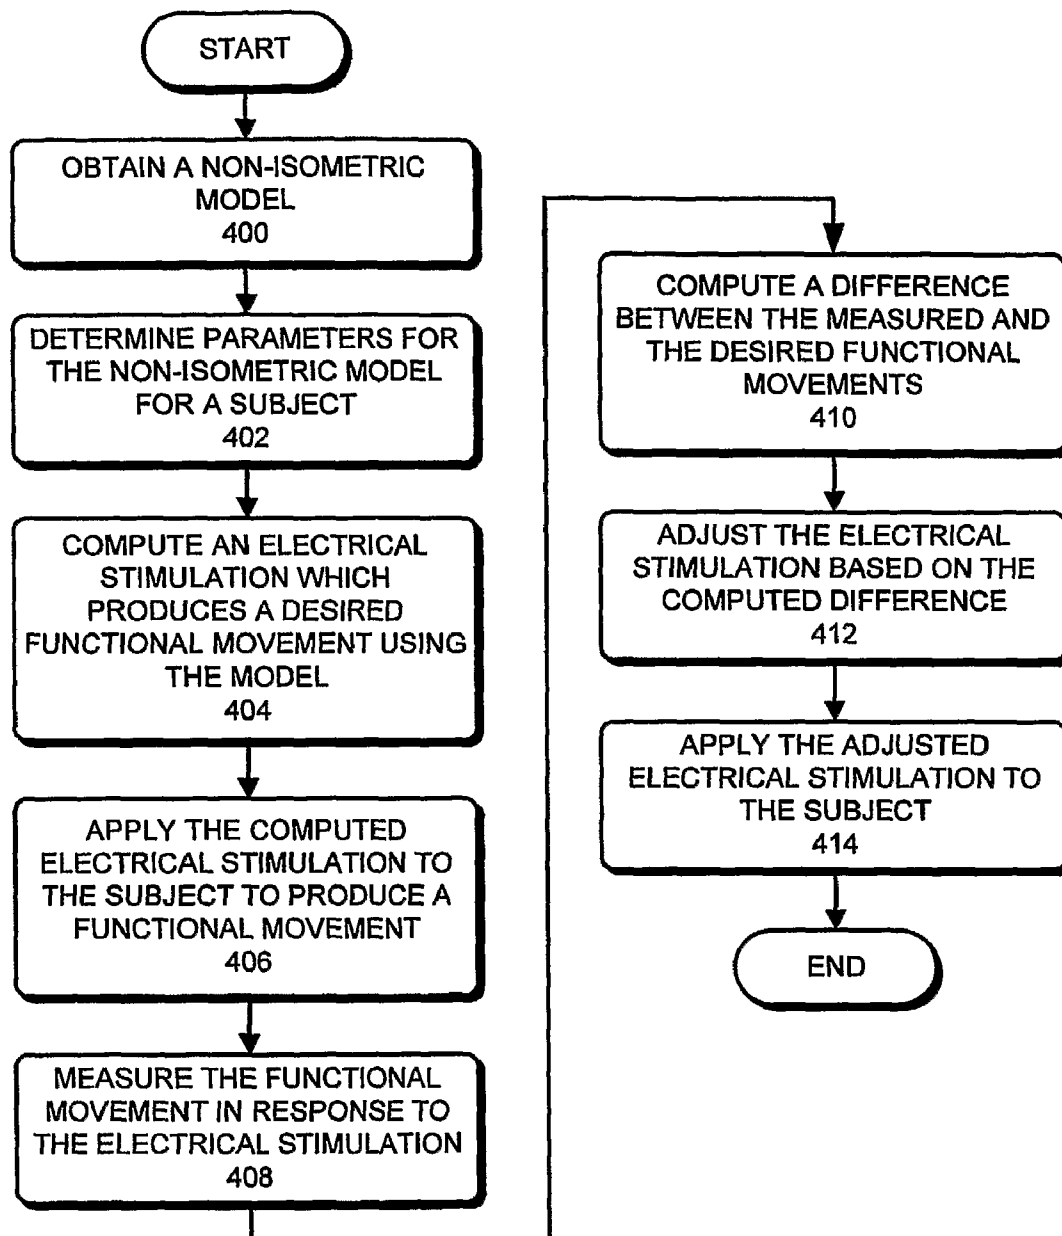 START
OBTAIN A NON-ISOMETRIC
MODEL
400
DETERMINE PARAMETERS FOR
THE NON-ISOMETRIC MODEL
FOR A SUBJECT
402
COMPUTE AN ELECTRICAL
STIMULATION WHICH
PRODUCES A DESIRED
FUNCTIONAL MOVEMENT USING
THE MODEL
404
APPLY THE COMPUTED
ELECTRICAL STIMULATION TO
THE SUBJECT TO PRODUCE A
FUNCTIONAL MOVEMENT
406
MEASURE THE FUNCTIONAL
MOVEMENT IN RESPONSE TO
THE ELECTRICAL STIMULATION
408
COMPUTE A DIFFERENCE
BETWEEN THE MEASURED AND
THE DESIRED FUNCTIONAL
MOVEMENTS
410
ADJUST THE ELECTRICAL
STIMULATION BASED ON THE
COMPUTED DIFFERENCE
412
APPLY THE ADJUSTED
ELECTRICAL STIMULATION TO
THE SUBJECT
414
END